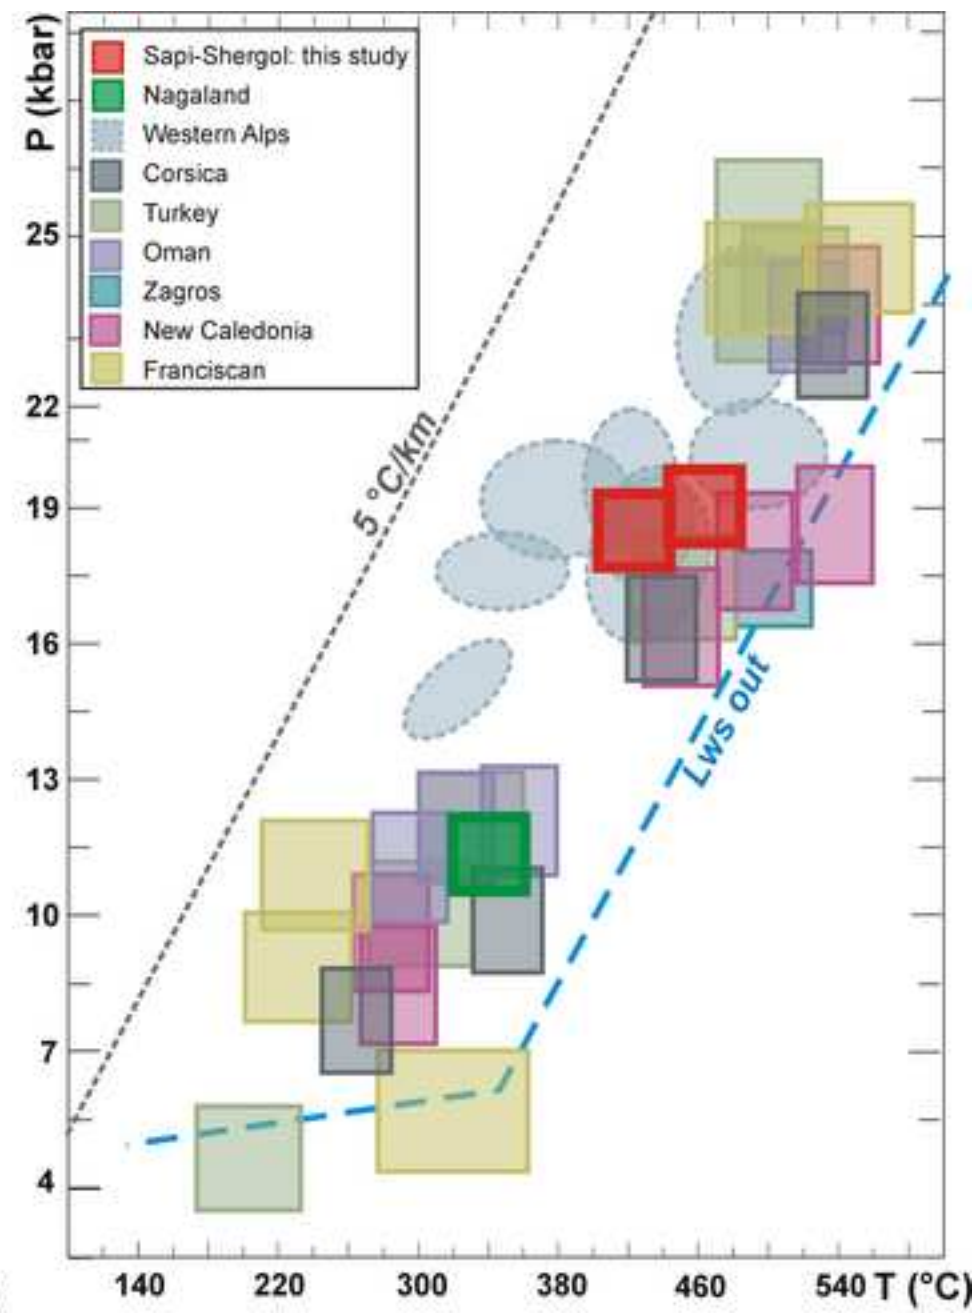 P (kbar)
Sapi-Shergol: this study
Nagaland
Western Alps
Corsica
Turkey
Oman
Zagros
New Caledonia
Franciscan
25
22
19
16
13
10
7
4
5 °C/km
Lws out
140 220 300 380 460 540 T (°C)